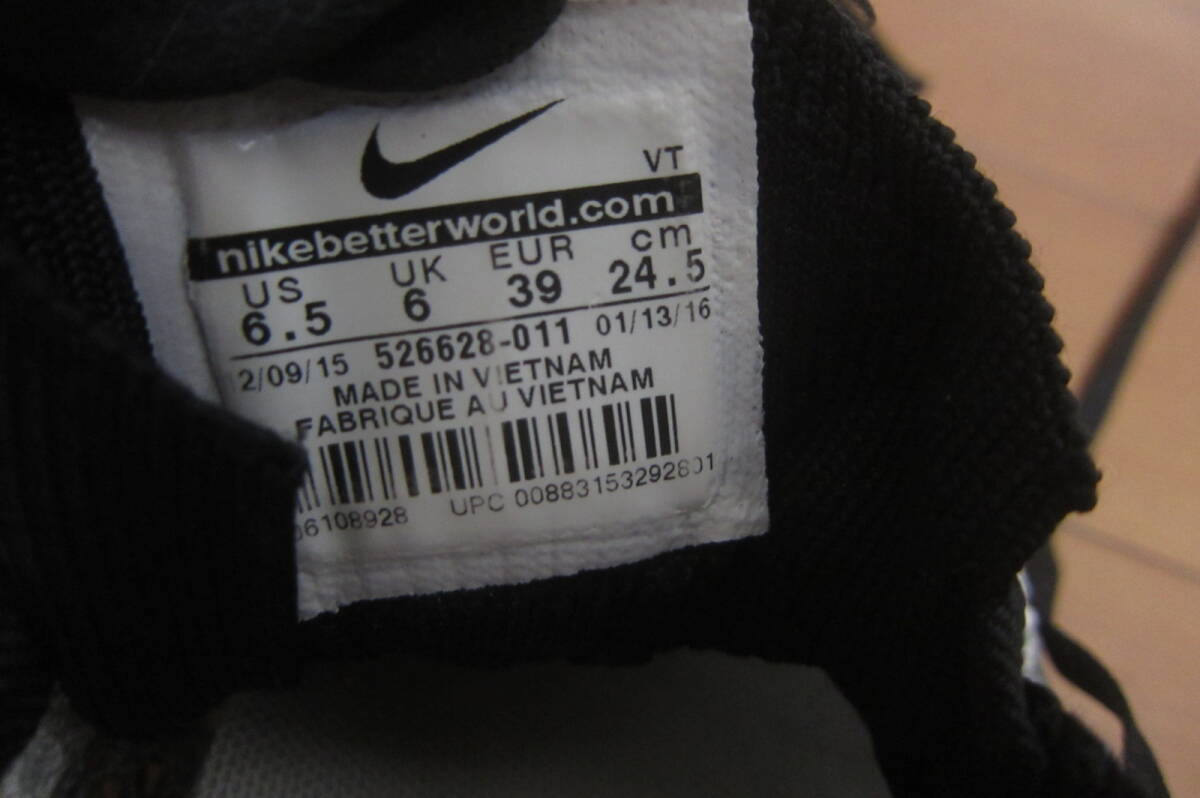 VT
nikebetterworld.com
US UK EUR cm
6.5 6 39 24.5
2/09/15 526628-011 01/13/16
MADE IN VIETNAM
FABRIQUE AU VIETNAM
6108928 UPC 00883153292801